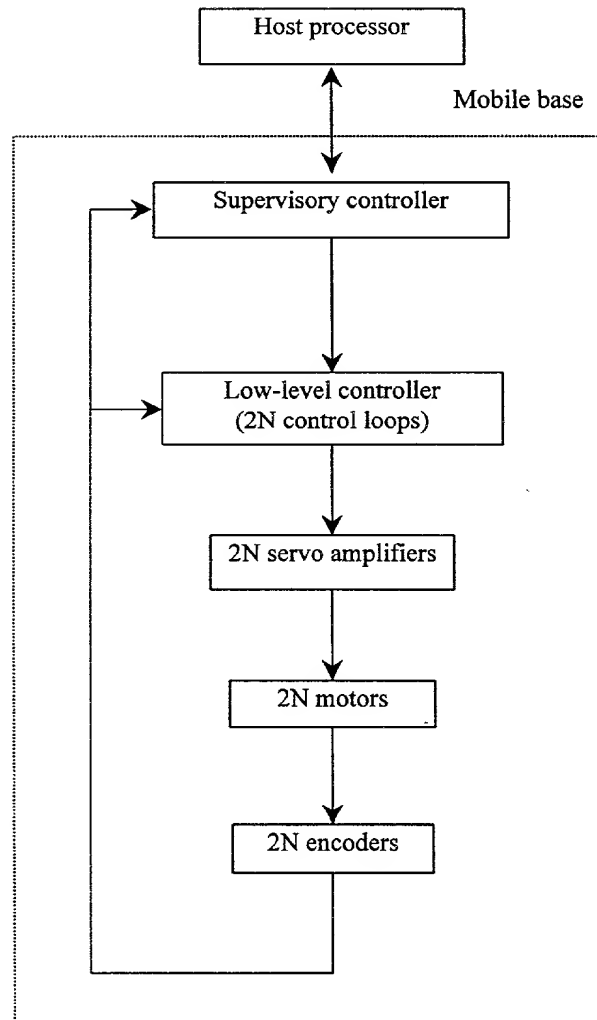 Host processor
Mobile base
Supervisory controller
Low-level controller
(2N control loops)
2N servo amplifiers
2N motors
2N encoders